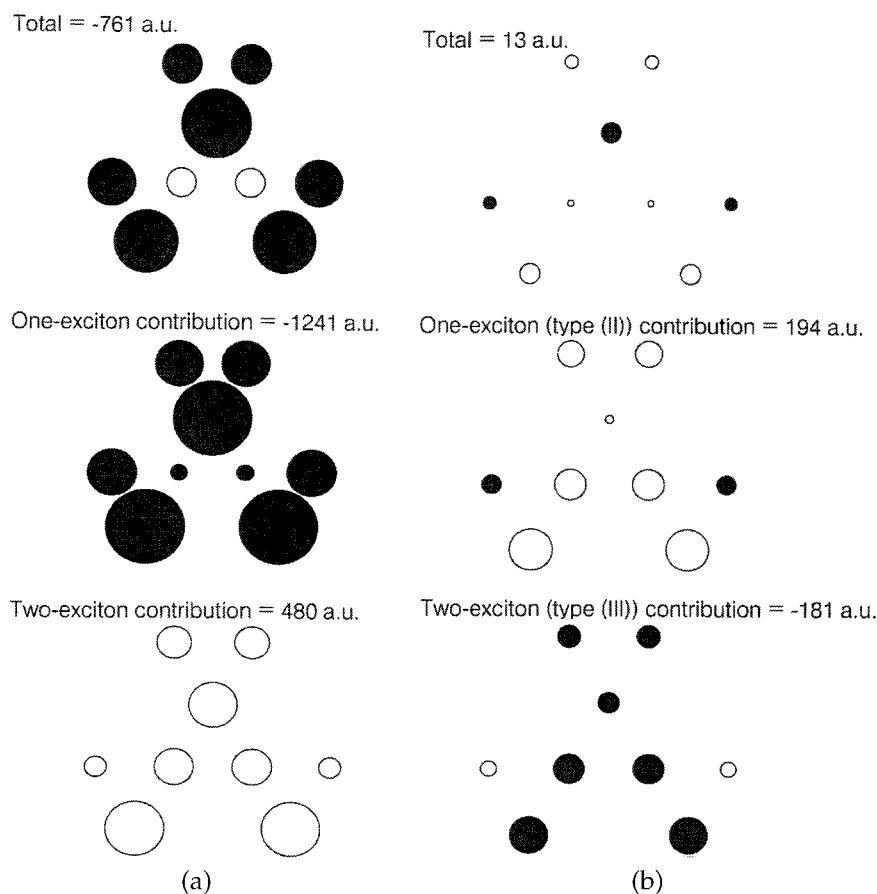 Total = -761 a.u.
One-exciton contribution = -1241 a.u.
Two-exciton contribution = 480 a.u.
(a)
Total = 13 a.u.
One-exciton (type (II)) contribution = 194 a.u.
Two-exciton (type (III)) contribution = -181 a.u.
(b)